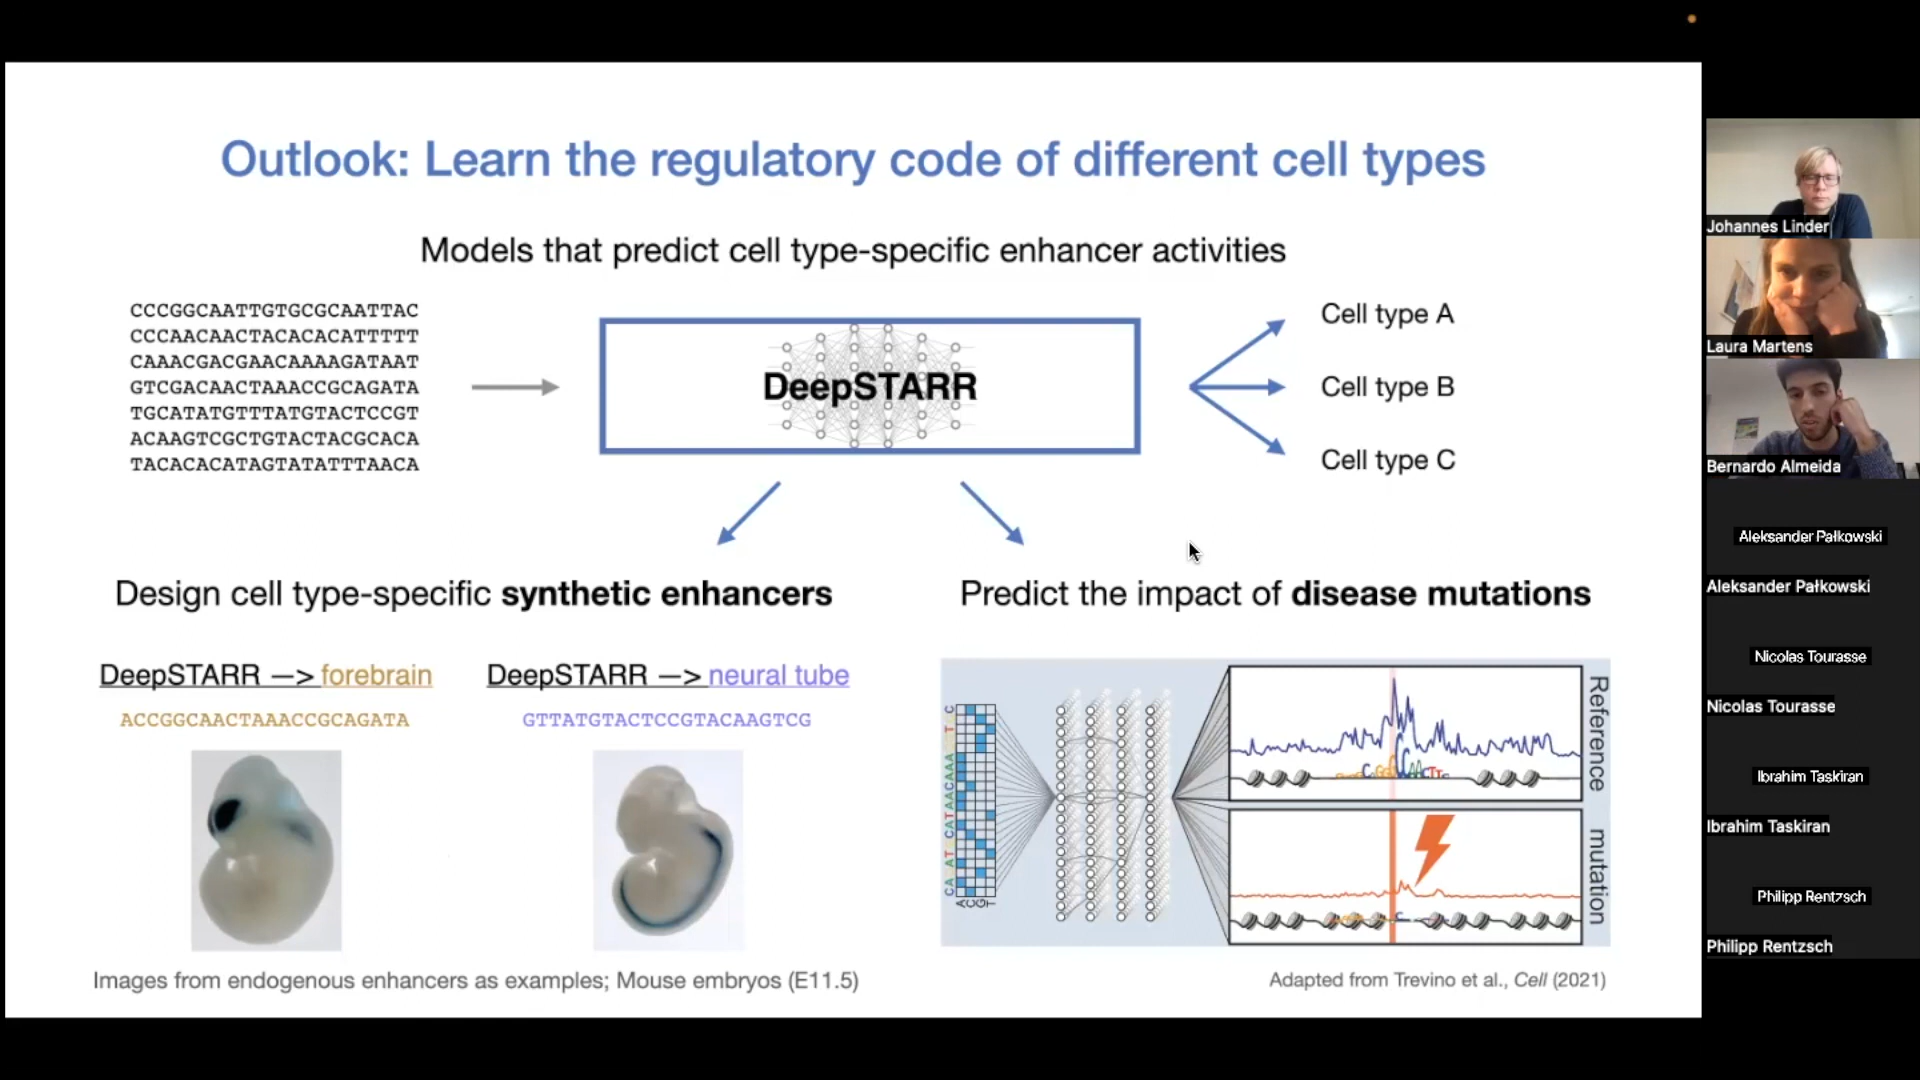 Outlook: Learn the regulatory code of different cell types
Models that predict cell type-specific enhancer activities
CCCGGCAATTGTGCGCAATTAC
CCCAACAACTACACACATTTTT
CAAACGACGAACAAAAGATAAT
GTCGACAACTAAACCGCAGATA
TGCATATGTTTATGTACTCCGT
ACAAGTCGCTGTACTACGCACA
TACACACATAGTATATTTAACA
DeepSTARR
Cell type A
Cell type B
Cell type C
Design cell type-specific synthetic enhancers
DeepSTARR —> forebrain
ACCGGCAACTAAACCGCAGATA
DeepSTARR —> neural tube
GTTATGTACTCCGTACAAGTCG
Images from endogenous enhancers as examples; Mouse embryos (E11.5)
Predict the impact of disease mutations
ACGT
Reference
mutation
Adapted from Trevino et al., Cell (2021)
Johannes Linder
Laura Martens
Bernardo Almeida
Aleksander Pałkowski
Aleksander Pałkowski
Nicolas Tourasse
Nicolas Tourasse
Ibrahim Taskiran
Ibrahim Taskiran
Philipp Rentzsch
Philipp Rentzsch